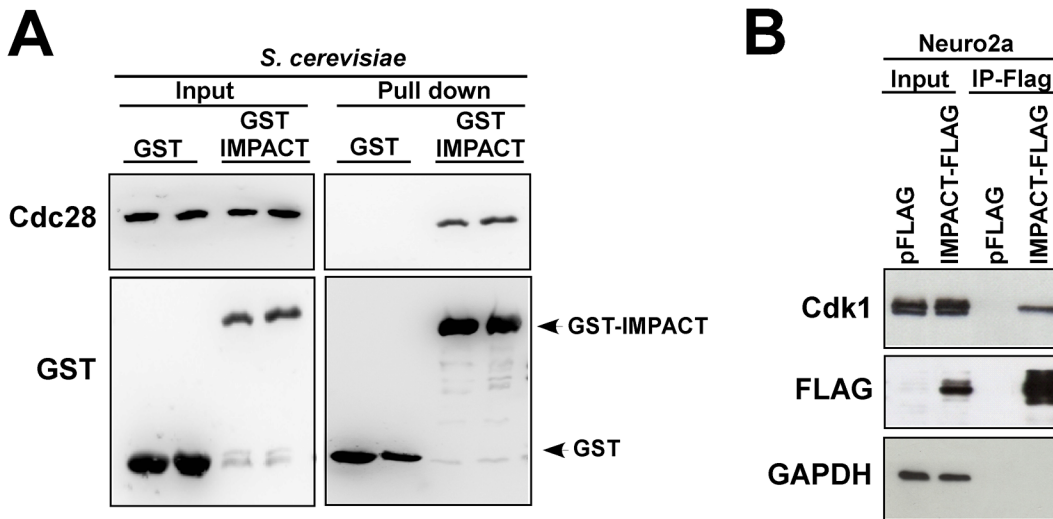 A
S. cerevisiae
Input
Pull down
GST
GST
IMPACT
GST
GST
IMPACT
Cdc28
GST
GST-IMPACT
GST
B
Neuro2a
Input
IP-Flag
pFLAG
IMPACT-FLAG
pFLAG
IMPACT-FLAG
Cdk1
FLAG
GAPDH